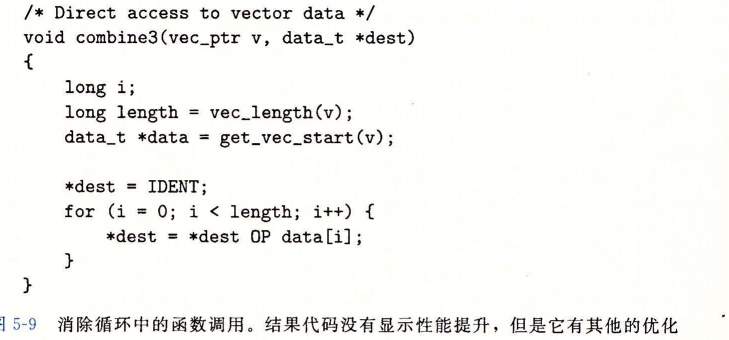 /* Direct access to vector data */
void combine3(vec_ptr v, data_t *dest)
{
    long i;
    long length = vec_length(v);
    data_t *data = get_vec_start(v);

    *dest = IDENT;
    for (i = 0; i < length; i++) {
        *dest = *dest OP data[i];
    }
}
5-9 消除循环中的函数调用。结果代码没有显示性能提升，但是它有其他的优化